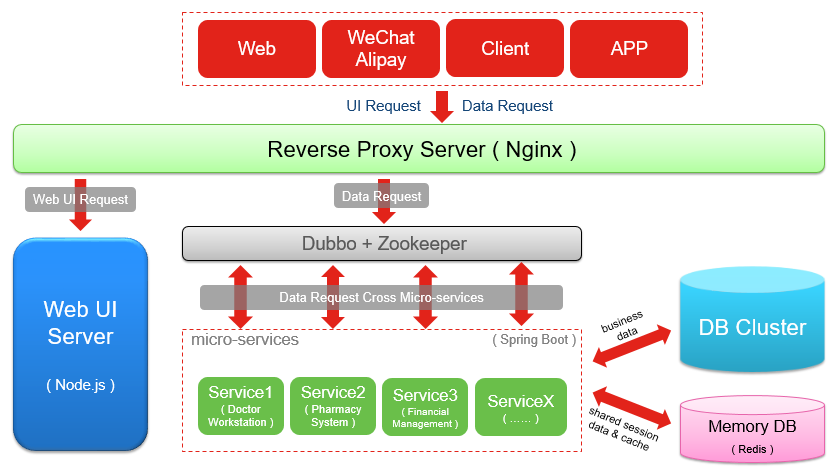 Web
WeChat
Alipay
Client
APP
UI Request
Data Request
Reverse Proxy Server ( Nginx )
Web UI Request
Data Request
Dubbo + Zookeeper
Data Request Cross Micro-services
Web UI
Server
( Node.js )
micro-services
( Spring Boot )
Service1
( Doctor
Workstation )
Service2
( Pharmacy
System )
Service3
( Financial
Management )
ServiceX
( ...... )
business
data
DB Cluster
shared session
data & cache
Memory DB
( Redis )